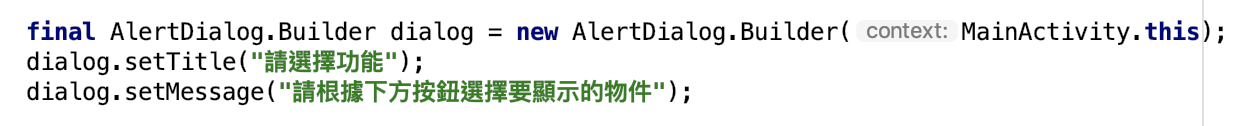 final AlertDialog.Builder dialog = new AlertDialog.Builder( context: MainActivity.this);
dialog.setTitle("請選擇功能");
dialog.setMessage("請根據下方按鈕選擇要顯示的物件");